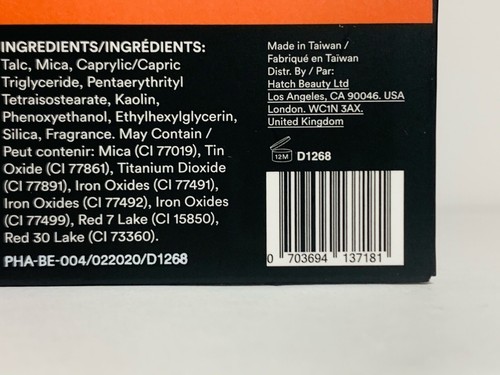 INGREDIENTS/INGRÉDIENTS:
Talc, Mica, Caprylic/Capric
Triglyceride, Pentaerythrityl
Tetraisostearate, Kaolin,
Phenoxyethanol, Ethylhexylglycerin,
Silica, Fragrance. May Contain /
Peut contenir: Mica (CI 77019), Tin
Oxide (CI 77861), Titanium Dioxide
(CI 77891), Iron Oxides (CI 77491),
Iron Oxides (CI 77492), Iron Oxides
(CI 77499), Red 7 Lake (CI 15850),
Red 30 Lake (CI 73360).
PHA-BE-004/022020/D1268
Made in Taiwan /
Fabriqué en Taïwan
Distr. By / Par:
Hatch Beauty Ltd
Los Angeles, CA 90046. USA
London. WC1N 3AX.
United Kingdom
12M D1268
0 703694 137181